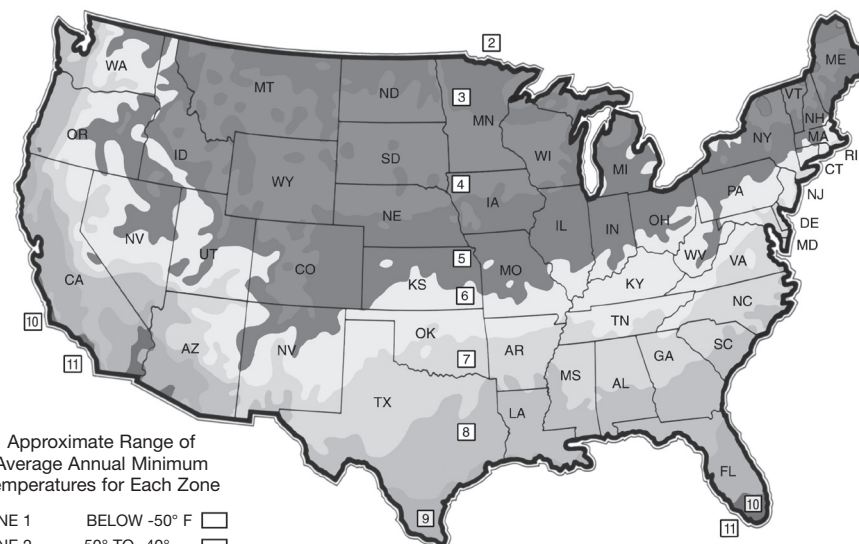 2
WA
MT
ND
3
MN
ME
VT
NH
MA
RI
CT
NY
OR
ID
SD
WI
MI
WY
4
IA
NE
PA
NJ
NV
UT
CO
5
IL
IN
OH
DE
MD
WV
VA
CA
KS
MO
6
KY
NC
10
11
AZ
NV
OK
7
AR
TN
SC
TX
MS
AL
GA
8
LA
FL
9
10
11
Approximate Range of
Average Annual Minimum
Temperatures for Each Zone
NE 1 BELOW -50° F